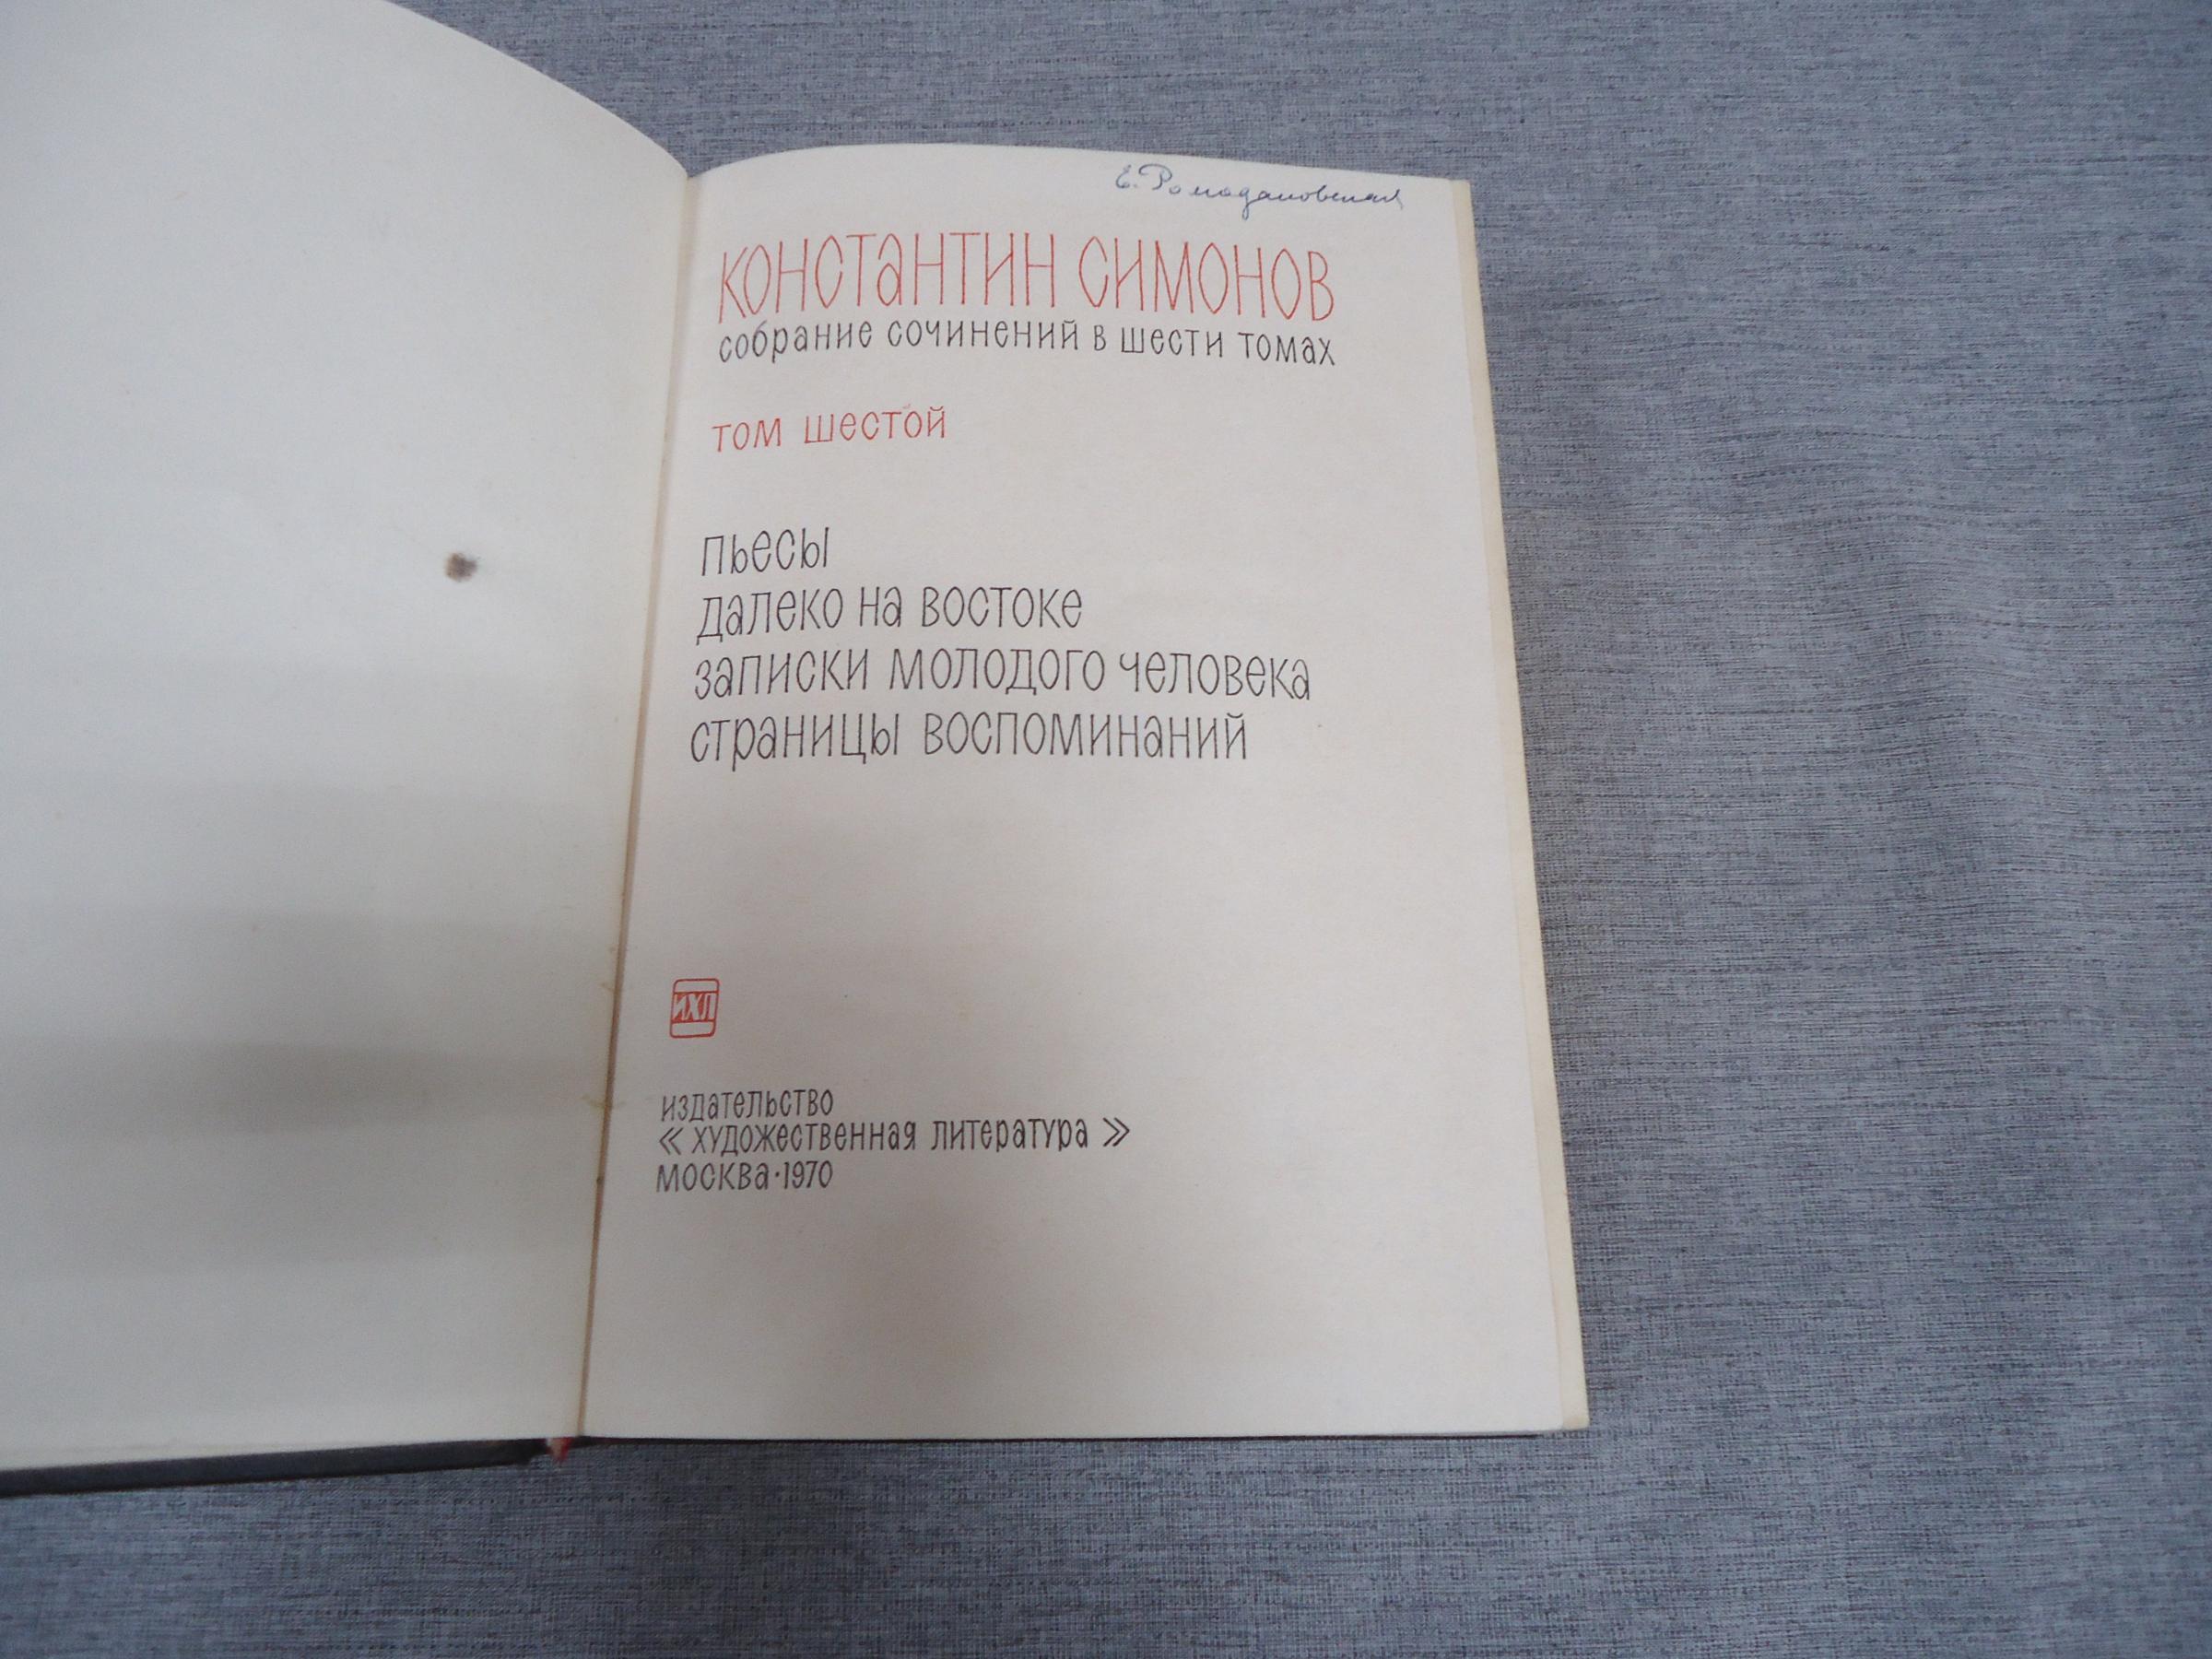 Е. Ромодановская
КОНСТАНТИН СИМОНОВ
собрание сочинений в шести томах
том шестой
пьесы
далеко на востоке
записки молодого человека
страницы воспоминаний
ИХЛ
издательство
« художественная литература »
москва·1970